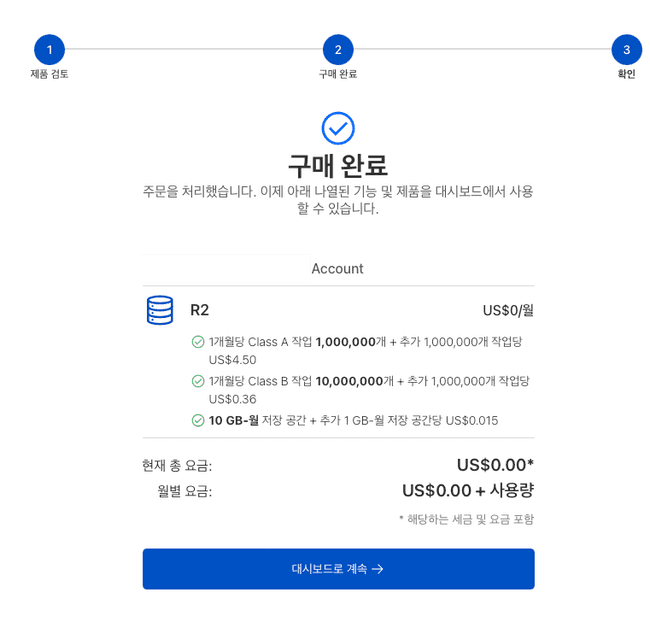 1
2
3
제품 검토
구매 완료
확인
구매 완료
주문을 처리했습니다. 이제 아래 나열된 기능 및 제품을 대시보드에서 사용
할 수 있습니다.
Account
R2
US$0/월
1개월당 Class A 작업 1,000,000개 + 추가 1,000,000개 작업당
US$4.50
1개월당 Class B 작업 10,000,000개 + 추가 1,000,000개 작업당
US$0.36
10 GB-월 저장 공간 + 추가 1 GB-월 저장 공간당 US$0.015
현재 총 요금:
US$0.00*
월별 요금:
US$0.00 + 사용량
* 해당하는 세금 및 요금 포함
대시보드로 계속 →